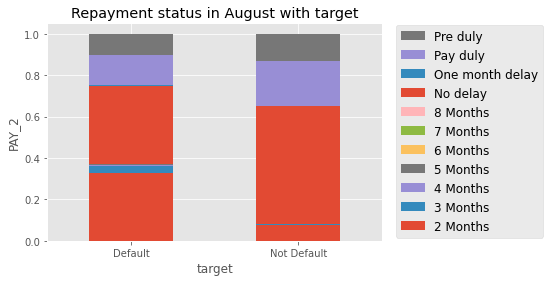 Repayment status in August with target
1.0
0.8
0.6
0.4
0.2
0.0
PAY_2
Default
Not Default
target
Pre duly
Pay duly
One month delay
No delay
8 Months
7 Months
6 Months
5 Months
4 Months
3 Months
2 Months